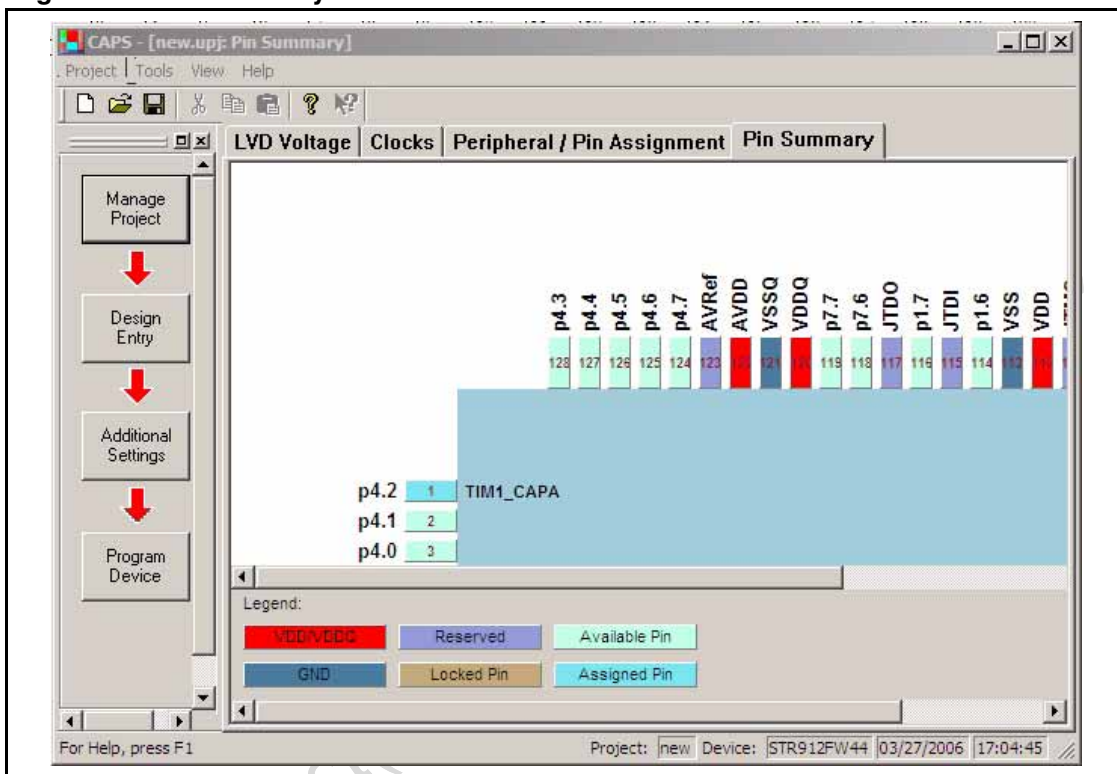 CAPS - [new.upj: Pin Summary]
Project Tools View Help
LVD Voltage Clocks Peripheral / Pin Assignment Pin Summary
Manage
Project
Design
Entry
Additional
Settings
Program
Device
p4.3 p4.4 p4.5 p4.6 p4.7 AVRef AVDD VSSQ VDDQ p7.7 p7.6 JTDO p1.7 JTDI p1.6 VSS VDD
128 127 126 125 124 123 121 119 118 117 116 115 114
p4.2 1 TIM1_CAPA
p4.1 2
p4.0 3
Legend:
VDD/VDDQ Reserved Available Pin
GND Locked Pin Assigned Pin
For Help, press F1 Project: new Device: STR912FW44 03/27/2006 17:04:45